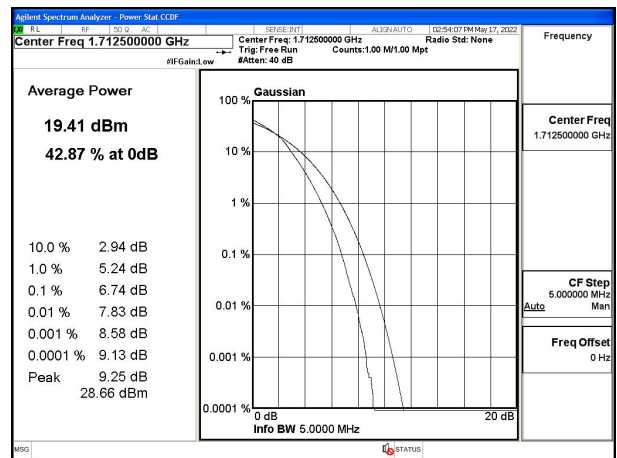 Agilent Spectrum Analyzer - Power Stat CCDF
RL RF 50 Ω AC SENSE:INT ALIGN AUTO 02:54:07 PM May 17, 2022
Center Freq 1.712500000 GHz
Center Freq: 1.712500000 GHz Radio Std: None
Trig: Free Run Counts:1.00 M/1.00 Mpt
#IFGain:Low #Atten: 40 dB
Frequency
Average Power
19.41 dBm
42.87 % at 0dB
10.0 % 2.94 dB
1.0 % 5.24 dB
0.1 % 6.74 dB
0.01 % 7.83 dB
0.001 % 8.58 dB
0.0001 % 9.13 dB
Peak 9.25 dB
28.66 dBm
Gaussian
100 %
10 %
1 %
0.1 %
0.01 %
0.001 %
0.0001 %
0 dB 20 dB
Info BW 5.0000 MHz
Center Freq
1.712500000 GHz
CF Step
5.000000 MHz
Auto Man
Freq Offset
0 Hz
MSG STATUS